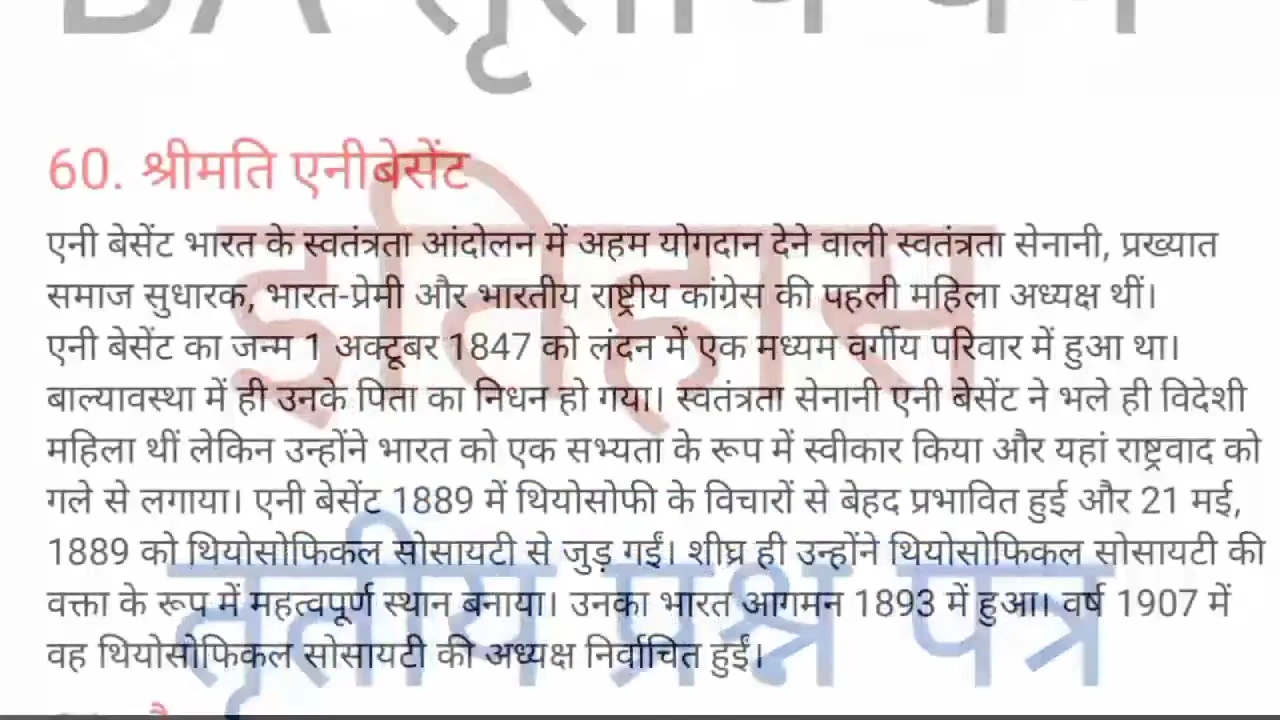 BA तृतीय वर्ष
60. श्रीमति एनीबेसेंट
एनी बेसेंट भारत के स्वतंत्रता आंदोलन में अहम योगदान देने वाली स्वतंत्रता सेनानी, प्रख्यात
समाज सुधारक, भारत-प्रेमी और भारतीय राष्ट्रीय कांग्रेस की पहली महिला अध्यक्ष थीं।
एनी बेसेंट का जन्म 1 अक्टूबर 1847 को लंदन में एक मध्यम वर्गीय परिवार में हुआ था।
बाल्यावस्था में ही उनके पिता का निधन हो गया। स्वतंत्रता सेनानी एनी बेसेंट ने भले ही विदेशी
महिला थीं लेकिन उन्होंने भारत को एक सभ्यता के रूप में स्वीकार किया और यहां राष्ट्रवाद को
गले से लगाया। एनी बेसेंट 1889 में थियोसोफी के विचारों से बेहद प्रभावित हुई और 21 मई,
1889 को थियोसोफिकल सोसायटी से जुड़ गईं। शीघ्र ही उन्होंने थियोसोफिकल सोसायटी की
वक्ता के रूप में महत्वपूर्ण स्थान बनाया। उनका भारत आगमन 1893 में हुआ। वर्ष 1907 में
वह थियोसोफिकल सोसायटी की अध्यक्ष निर्वाचित हुईं।
इतिहास
तृतीय प्रश्न पत्र